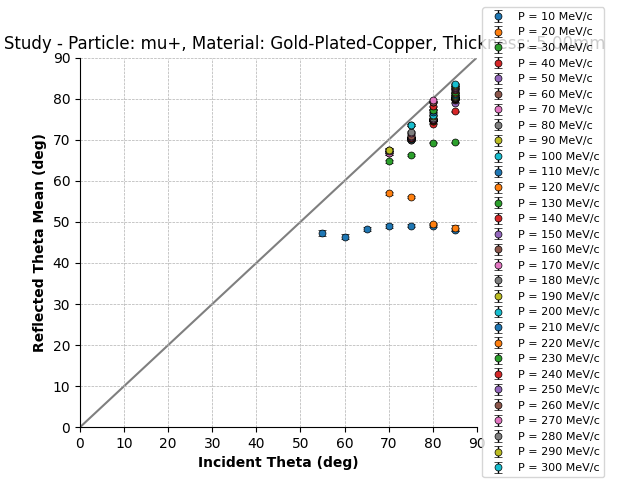 Study - Particle: mu+, Material: Gold-Plated-Copper, Thickness: 5.00mm
Reflected Theta Mean (deg)
90
80
70
60
50
40
30
20
10
0
0 10 20 30 40 50 60 70 80 90
Incident Theta (deg)
P = 10 MeV/c
P = 20 MeV/c
P = 30 MeV/c
P = 40 MeV/c
P = 50 MeV/c
P = 60 MeV/c
P = 70 MeV/c
P = 80 MeV/c
P = 90 MeV/c
P = 100 MeV/c
P = 110 MeV/c
P = 120 MeV/c
P = 130 MeV/c
P = 140 MeV/c
P = 150 MeV/c
P = 160 MeV/c
P = 170 MeV/c
P = 180 MeV/c
P = 190 MeV/c
P = 200 MeV/c
P = 210 MeV/c
P = 220 MeV/c
P = 230 MeV/c
P = 240 MeV/c
P = 250 MeV/c
P = 260 MeV/c
P = 270 MeV/c
P = 280 MeV/c
P = 290 MeV/c
P = 300 MeV/c